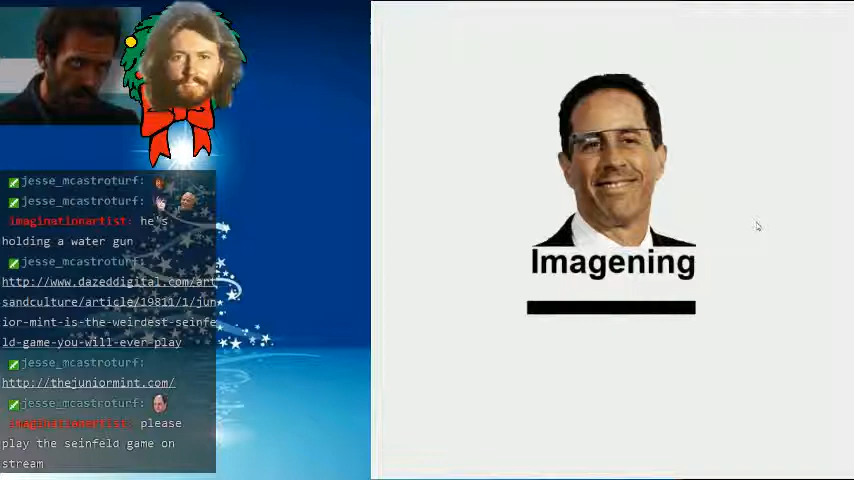 jesse_mcastroturf:
jesse_mcastroturf:
imaginationartist: he's
holding a water gun
jesse_mcastroturf:
http://www.dazeddigital.com/art
sandculture/article/19811/1/jun
ior-mint-is-the-weirdest-seinfe
ld-game-you-will-ever-play
jesse_mcastroturf:
http://thejuniormint.com/
jesse_mcastroturf:
imaginationartist: please
play the seinfeld game on
stream
Imagening